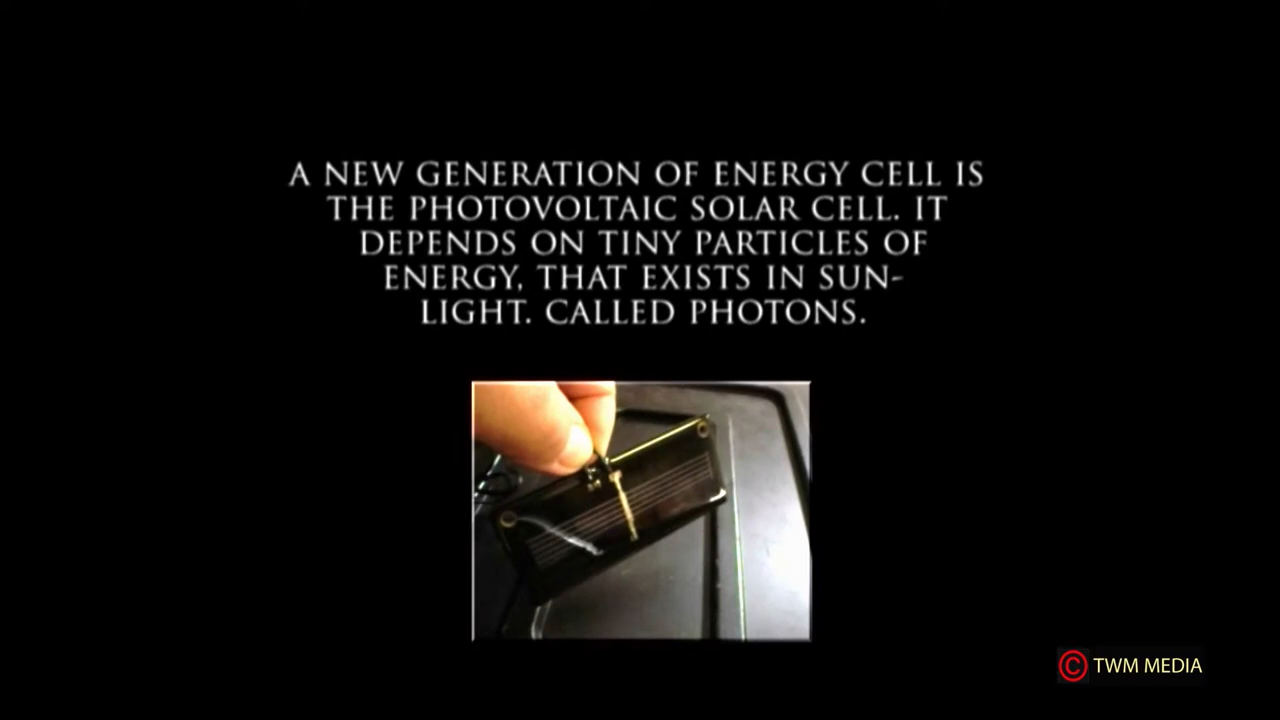 A NEW GENERATION OF ENERGY CELL IS
THE PHOTOVOLTAIC SOLAR CELL. IT
DEPENDS ON TINY PARTICLES OF
ENERGY, THAT EXISTS IN SUN-
LIGHT. CALLED PHOTONS.
© TWM MEDIA